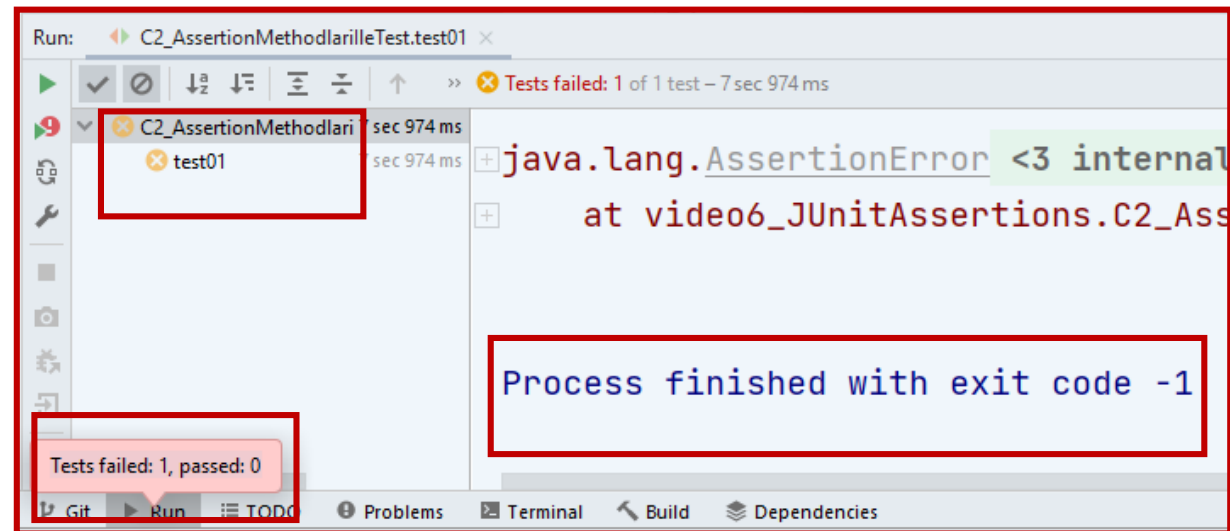 Run: C2_AssertionMethodlarilleTest.test01
Tests failed: 1 of 1 test – 7 sec 974 ms
C2_AssertionMethodlari 7 sec 974 ms
test01 7 sec 974 ms
java.lang.AssertionError <3 internal
at video6_JUnitAssertions.C2_Ass
Process finished with exit code -1
Tests failed: 1, passed: 0
Git Run TODO Problems Terminal Build Dependencies